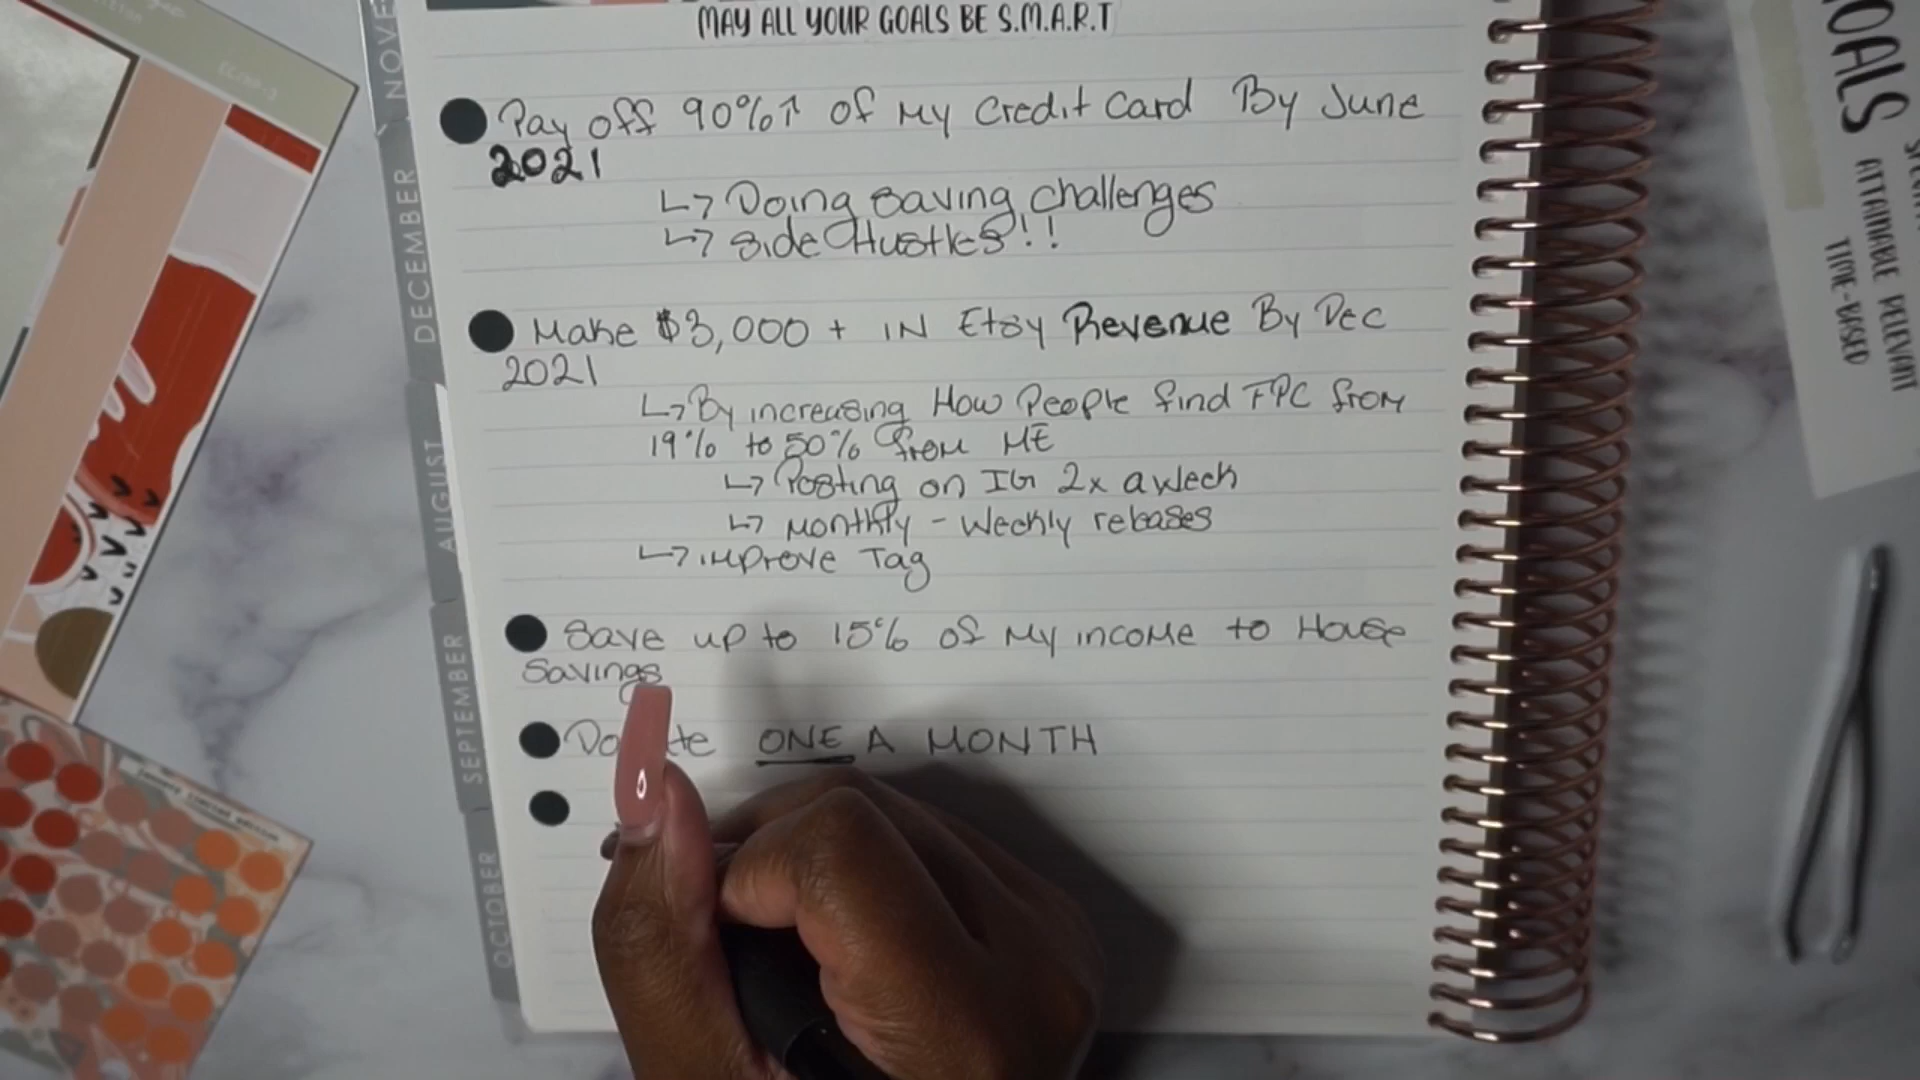 MAY ALL YOUR GOALS BE S.M.A.R.T
Pay off 90%↑ of My Credit Card By June
2021
↳ Doing saving challenges
↳ Side Hustles!!
Make $3,000 + IN Etsy Revenue By Dec
2021
↳ By increasing How People find FPC from
19% to 50% from ME
↳ Posting on IG 2x a week
↳ Monthly - Weekly releases
↳ improve Tag
Save up to 15% of My income to House
Savings
ONE A MONTH
NOVE
DECEMBER
AUGUST
SEPTEMBER
OCTOBER
OALS
ATTAINABLE RELEVANT
TIME-BASED